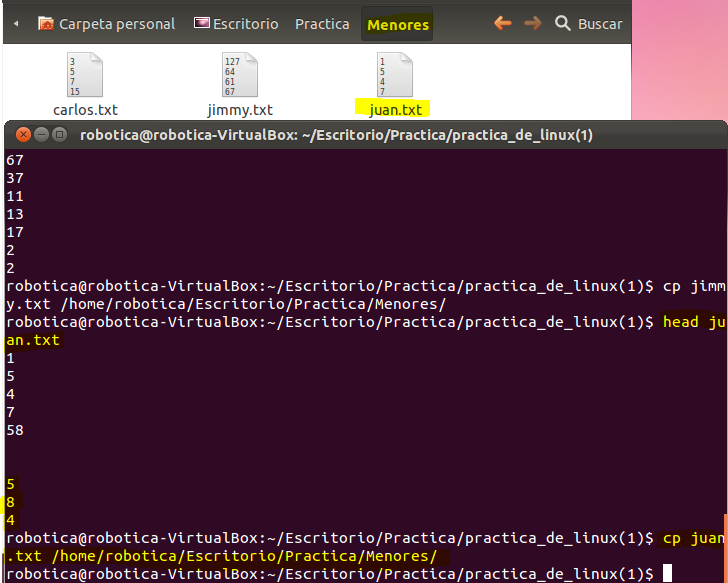 Carpeta personal Escritorio Practica Menores Buscar
3
5
7
15
127
64
61
67
1
5
4
7
carlos.txt jimmy.txt juan.txt
robotica@robotica-VirtualBox: ~/Escritorio/Practica/practica_de_linux(1)
67
37
11
13
17
2
2
robotica@robotica-VirtualBox:~/Escritorio/Practica/practica_de_linux(1)$ cp jimm
y.txt /home/robotica/Escritorio/Practica/Menores/
robotica@robotica-VirtualBox:~/Escritorio/Practica/practica_de_linux(1)$ head ju
an.txt
1
5
4
7
58
5
8
4
robotica@robotica-VirtualBox:~/Escritorio/Practica/practica_de_linux(1)$ cp juan
.txt /home/robotica/Escritorio/Practica/Menores/
robotica@robotica-VirtualBox:~/Escritorio/Practica/practica_de_linux(1)$